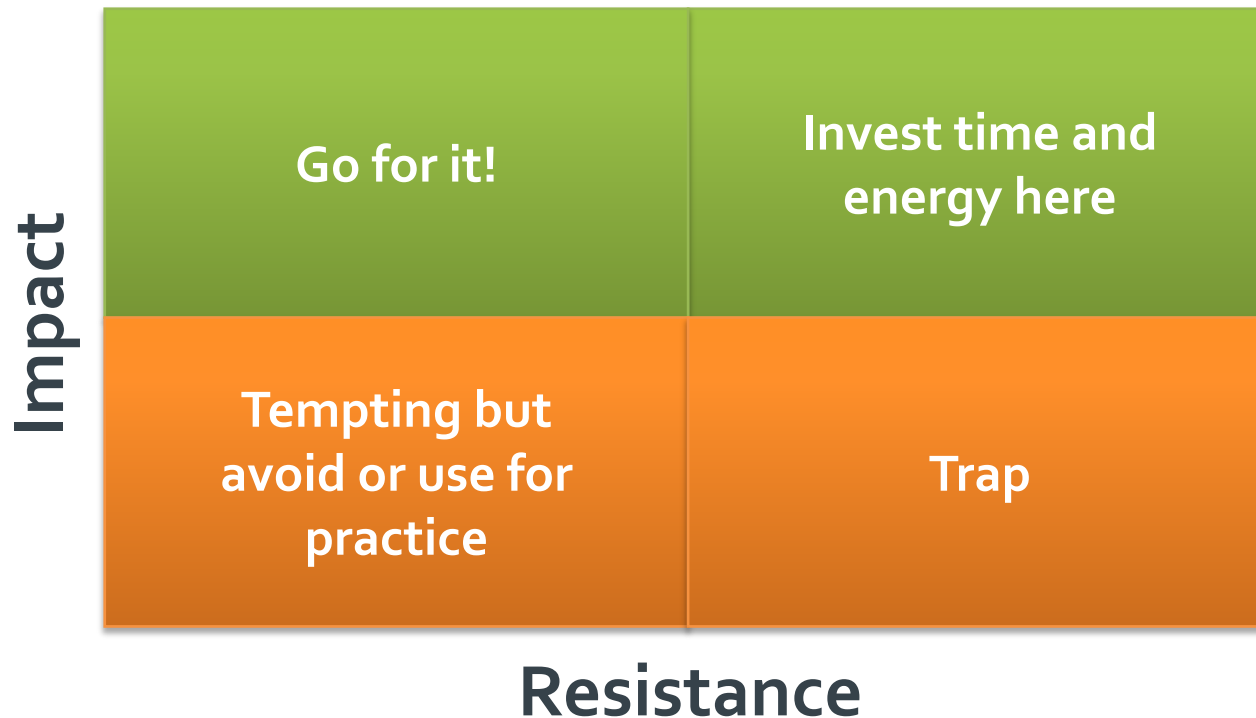 Go for it!
Invest time and
energy here
Impact
Tempting but
avoid or use for
practice
Trap
Resistance